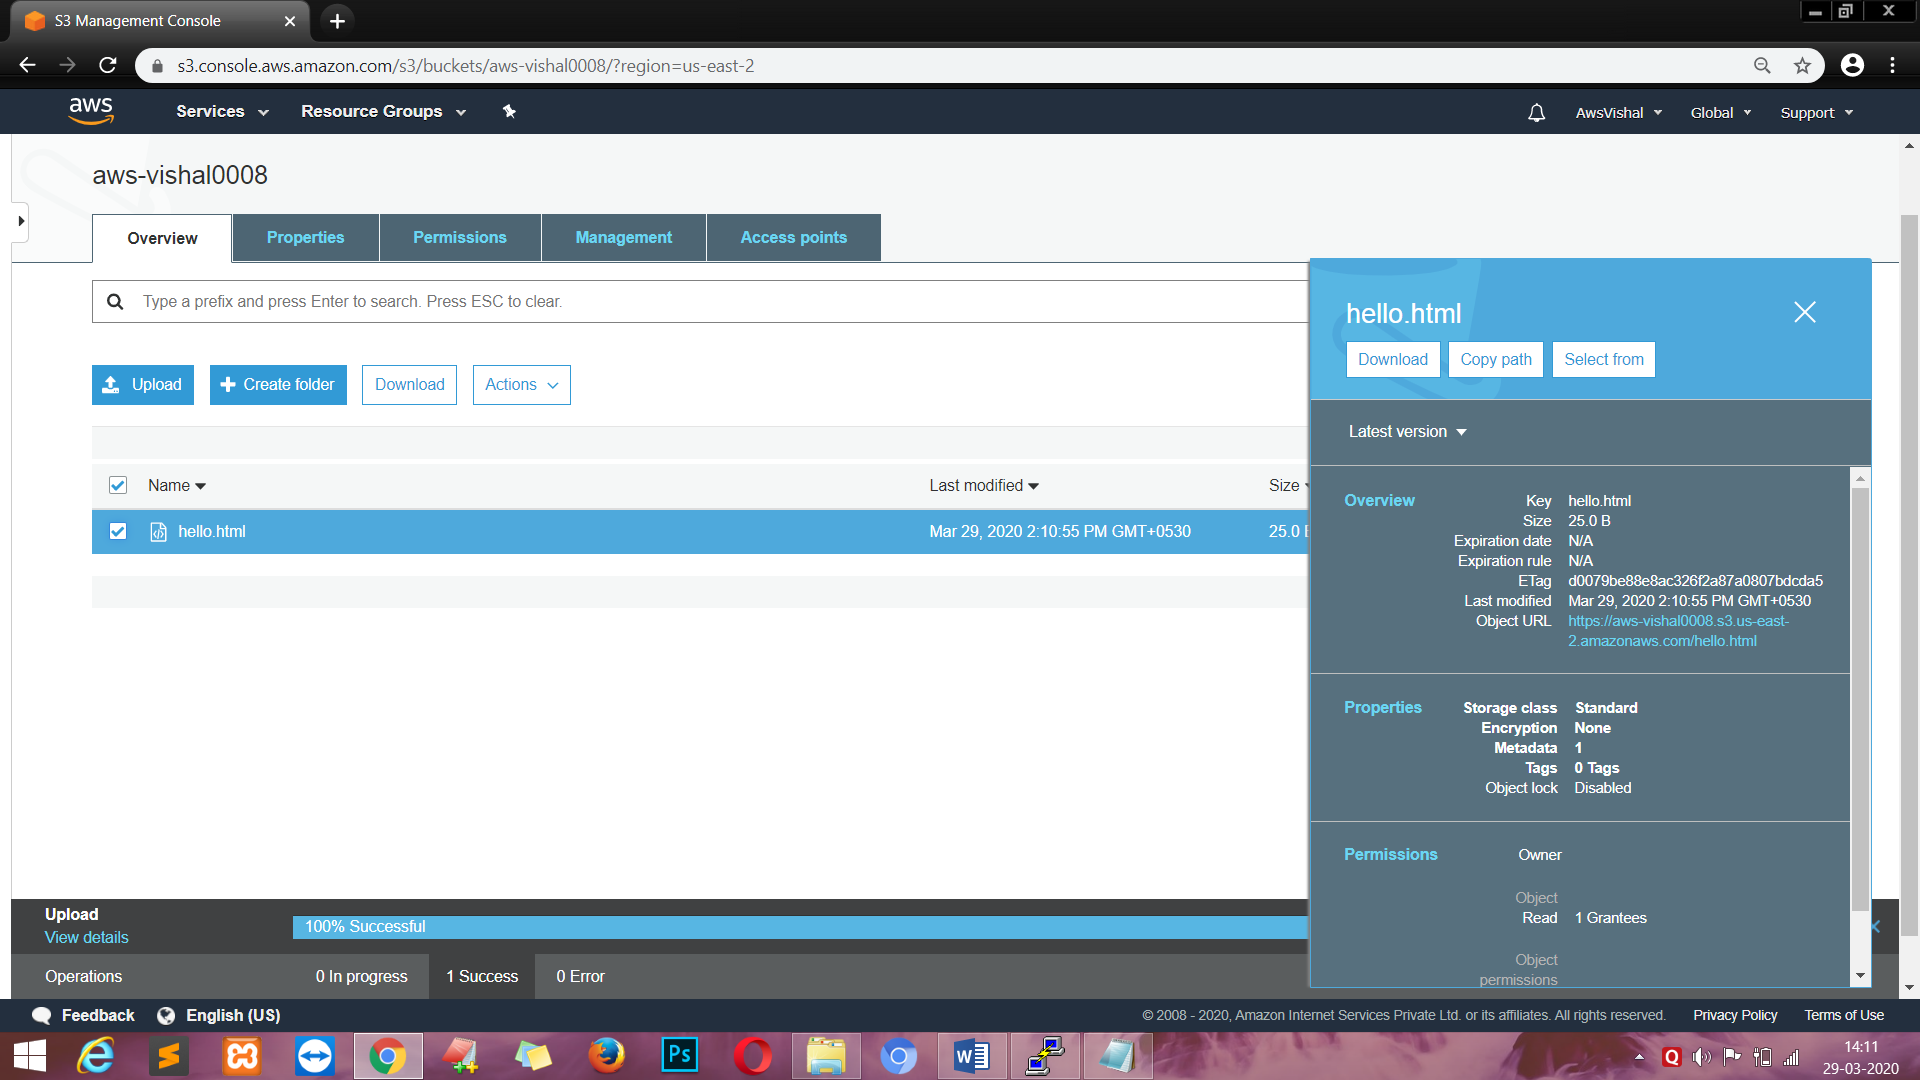 S3 Management Console
s3.console.aws.amazon.com/s3/buckets/aws-vishal0008/?region=us-east-2
aws
Services
Resource Groups
AwsVishal
Global
Support
aws-vishal0008
Overview
Properties
Permissions
Management
Access points
Type a prefix and press Enter to search. Press ESC to clear.
Upload
Create folder
Download
Actions
Name
Last modified
Size
hello.html
Mar 29, 2020 2:10:55 PM GMT+0530
25.0
hello.html
Download
Copy path
Select from
Latest version
Overview
Key hello.html
Size 25.0 B
Expiration date N/A
Expiration rule N/A
ETag d0079be88e8ac326f2a87a0807bdcda5
Last modified Mar 29, 2020 2:10:55 PM GMT+0530
Object URL https://aws-vishal0008.s3.us-east-
2.amazonaws.com/hello.html
Properties
Storage class Standard
Encryption None
Metadata 1
Tags 0 Tags
Object lock Disabled
Permissions
Owner
Object
Read 1 Grantees
Object
permissions
Upload
View details
100% Successful
Operations
0 In progress
1 Success
0 Error
Feedback
English (US)
© 2008 - 2020, Amazon Internet Services Private Ltd. or its affiliates. All rights reserved.
Privacy Policy
Terms of Use
Ps
W
Q
14:11
29-03-2020